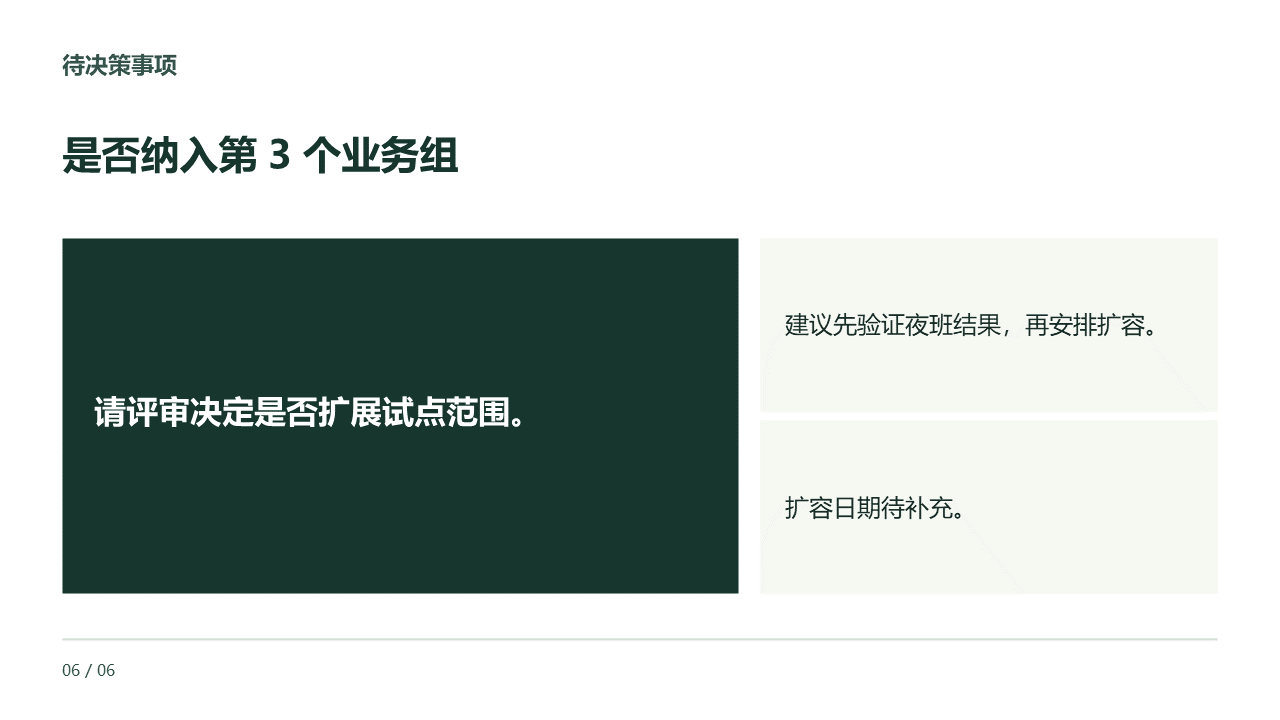 待决策事项
是否纳入第 3 个业务组
请评审决定是否扩展试点范围。
建议先验证夜班结果，再安排扩容。
扩容日期待补充。
06 / 06